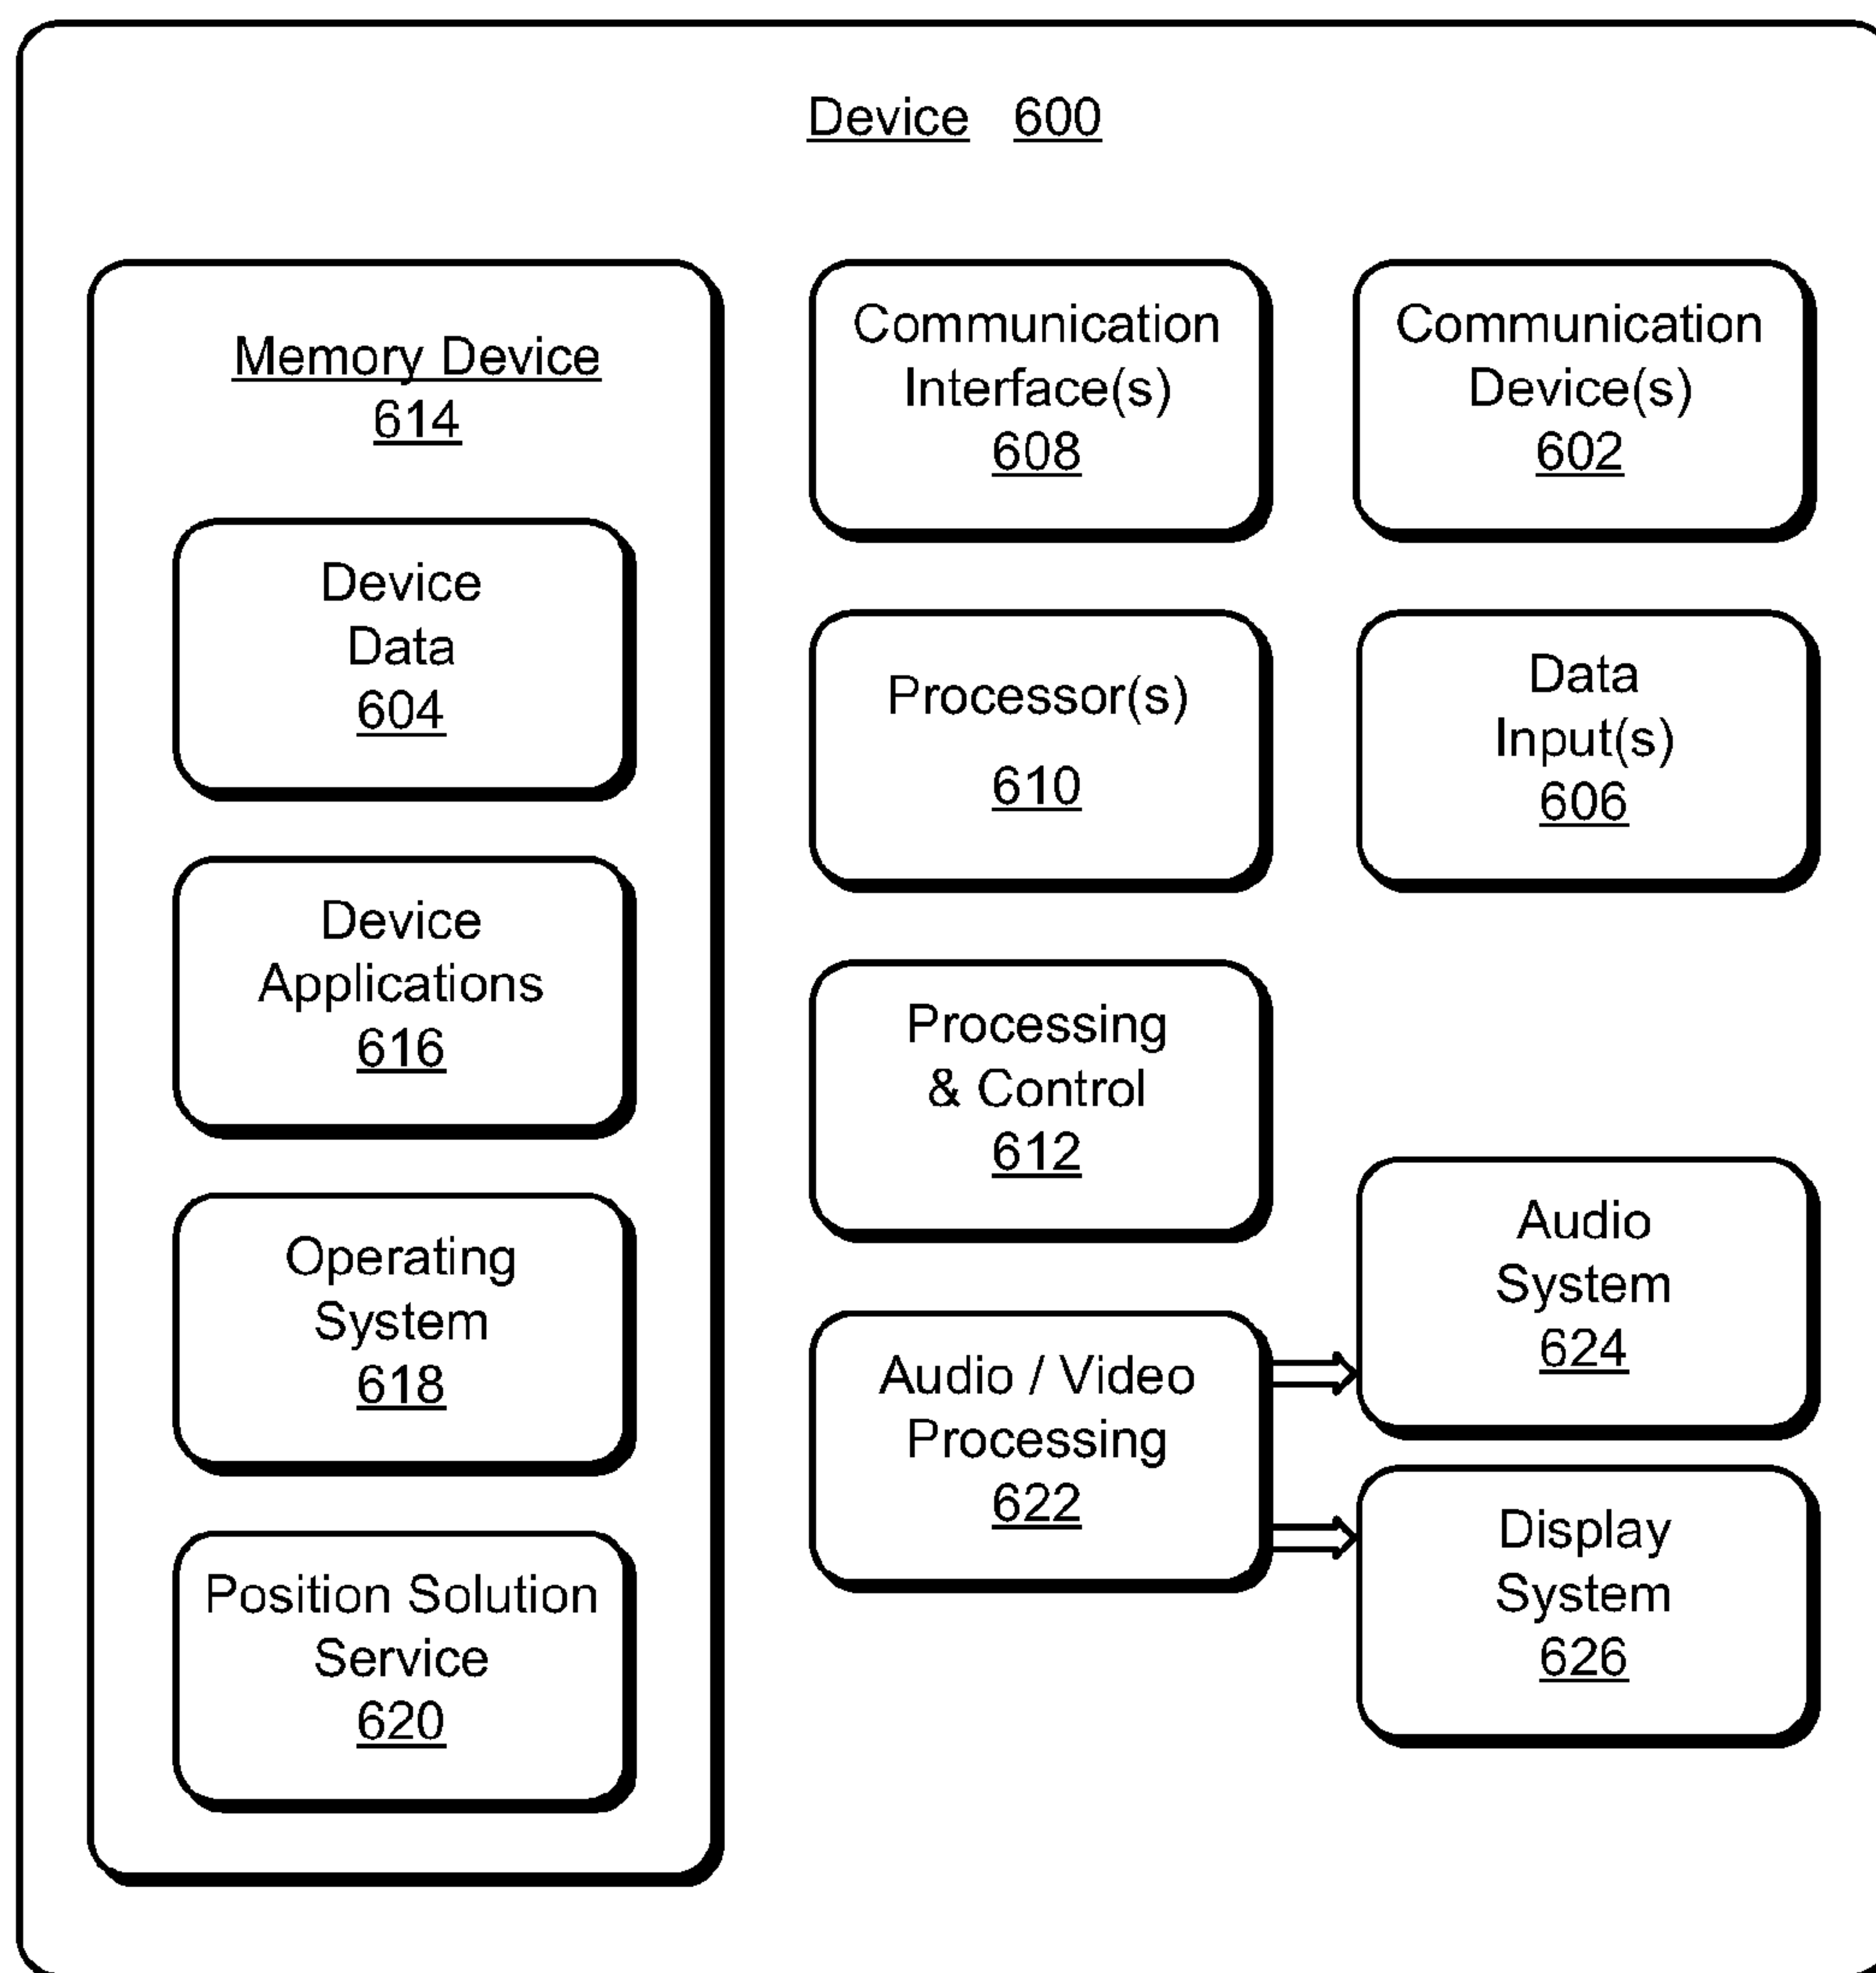 Device 600
Memory Device
614
Device
Data
604
Device
Applications
616
Operating
System
618
Position Solution
Service
620
Communication
Interface(s)
608
Processor(s)
610
Processing
& Control
612
Audio / Video
Processing
622
Communication
Device(s)
602
Data
Input(s)
606
Audio
System
624
Display
System
626